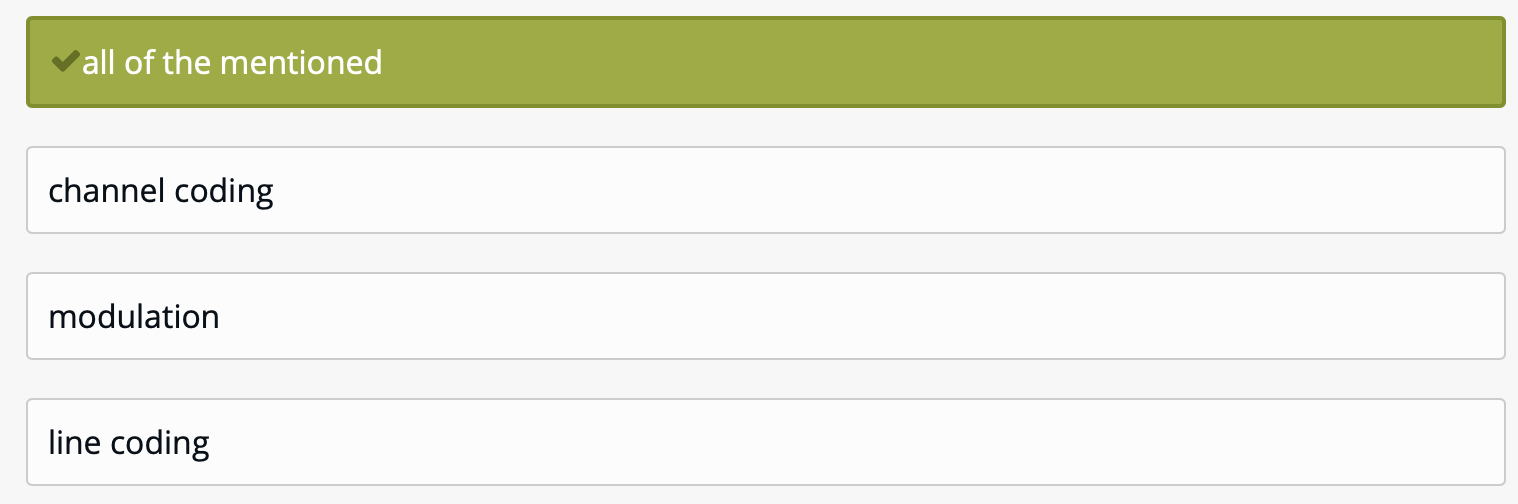 all of the mentioned
channel coding
modulation
line coding